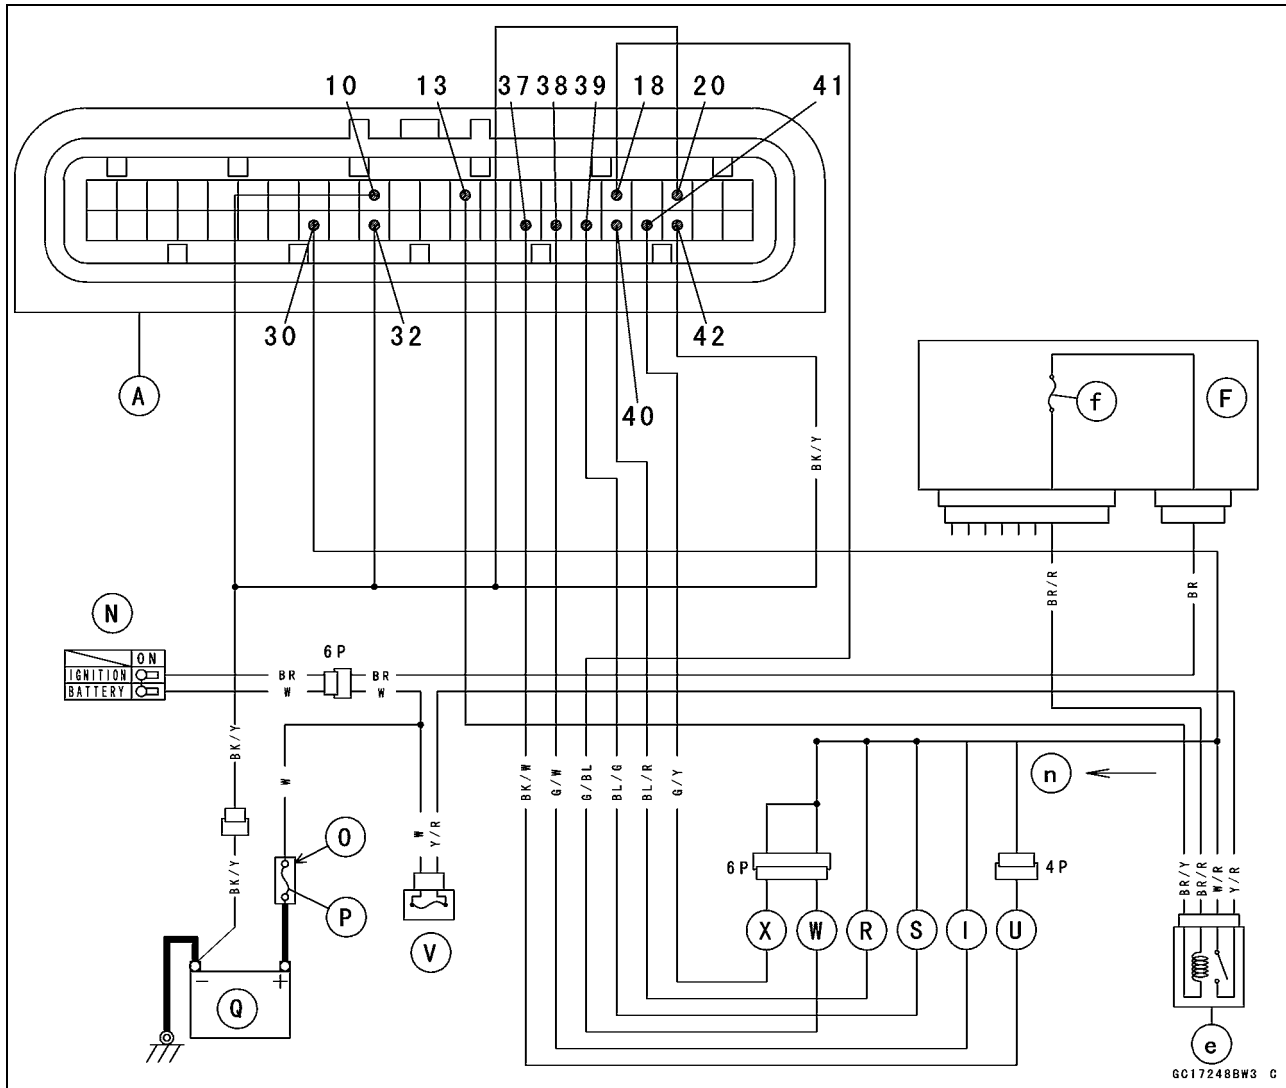 10 13 37 38 39 18 20 41
30 32 40 42
A
f
F
BK/Y
BR/R
BR
N
ON
IGNITION
BATTERY
6P
BR BR
W W
BK/Y
W
BK/W
G/W
G/BL
BL/G
BL/R
G/Y
n
W
Y/R
O
P
BK/Y
6P
4P
BR/Y
BR/R
W/R
Y/R
X W R S I U
V
Q
- +
e
GC17248BW3 C